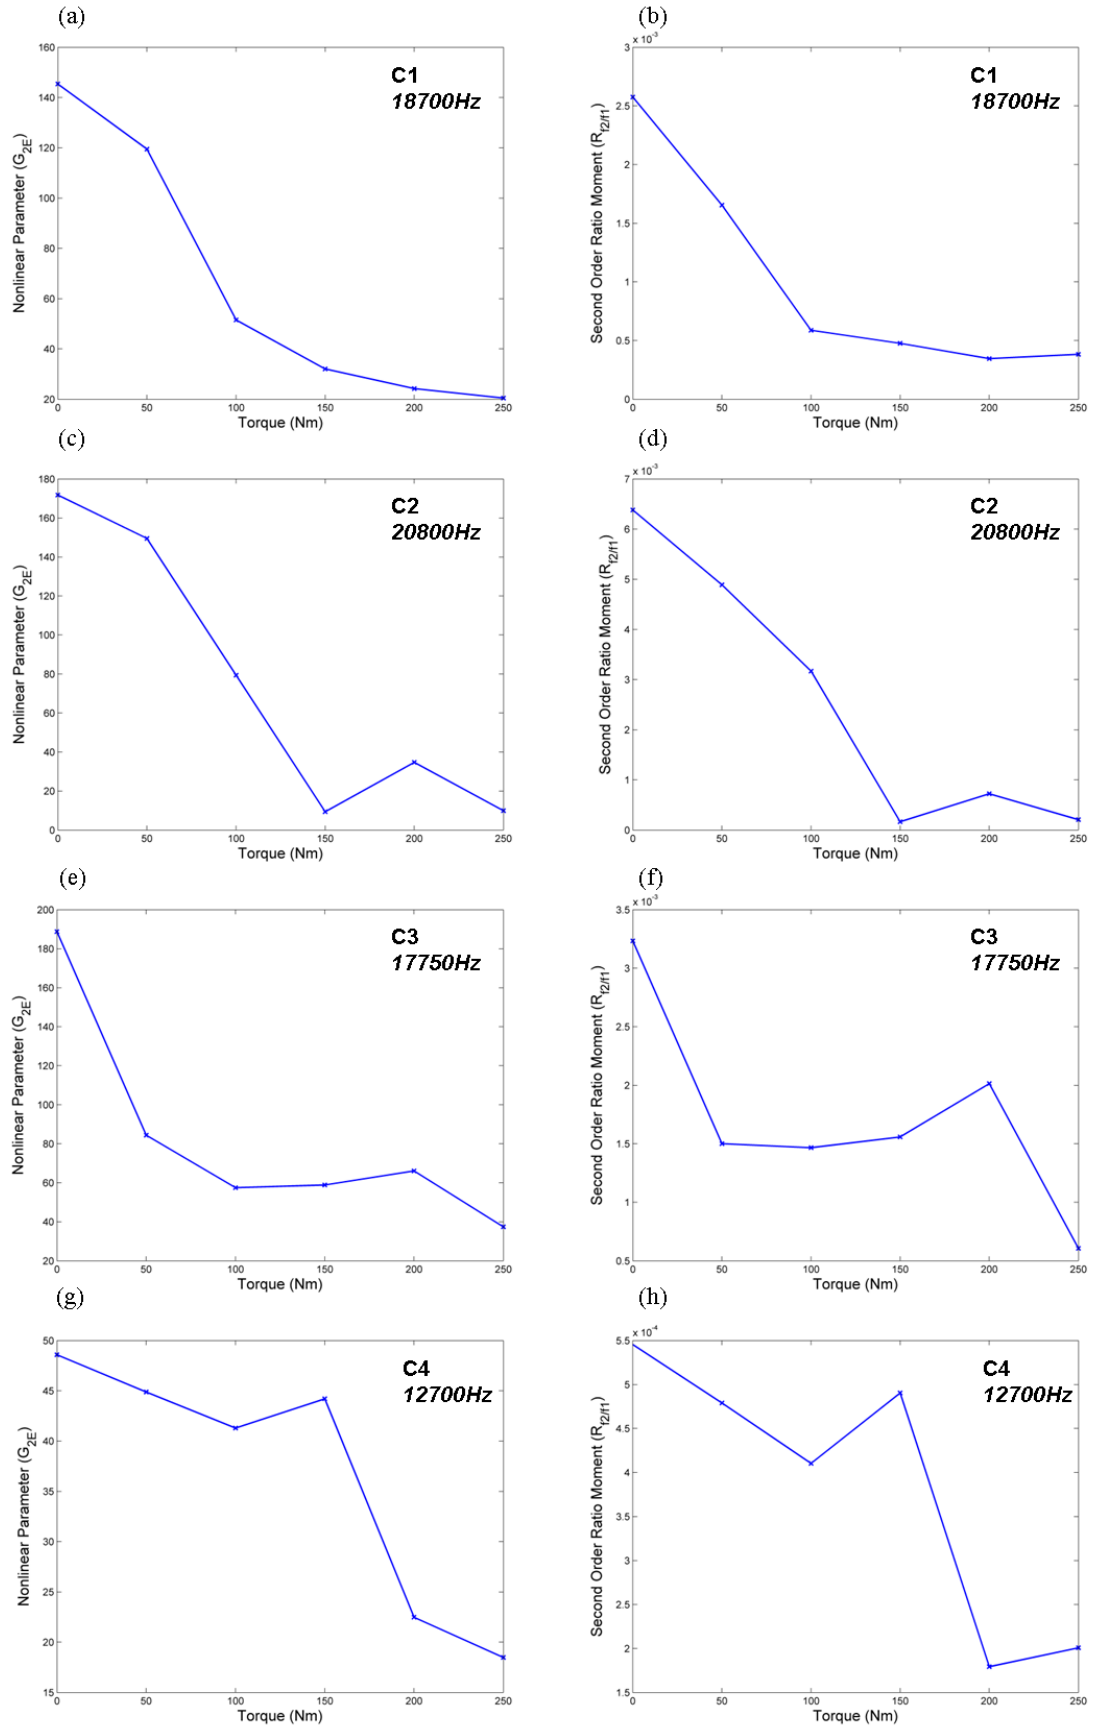 (a)
160
140
120
100
80
60
40
20
0
50
100
150
200
250
Nonlinear Parameter (G2E)
Torque (Nm)
C1
18700Hz
(b)
x 10-3
3
2.5
2
1.5
1
0.5
0
0
50
100
150
200
250
Second Order Ratio Moment (Rf2/f1)
Torque (Nm)
C1
18700Hz
(c)
180
160
140
120
100
80
60
40
20
0
0
50
100
150
200
250
Nonlinear Parameter (G2E)
Torque (Nm)
C2
20800Hz
(d)
x 10-3
7
6
5
4
3
2
1
0
0
50
100
150
200
250
Second Order Ratio Moment (Rf2/f1)
Torque (Nm)
C2
20800Hz
(e)
200
180
160
140
120
100
80
60
40
20
0
50
100
150
200
250
Nonlinear Parameter (G2E)
Torque (Nm)
C3
17750Hz
(f)
x 10-3
3.5
3
2.5
2
1.5
1
0.5
0
50
100
150
200
250
Second Order Ratio Moment (Rf2/f1)
Torque (Nm)
C3
17750Hz
(g)
50
45
40
35
30
25
20
15
0
50
100
150
200
250
Nonlinear Parameter (G2E)
Torque (Nm)
C4
12700Hz
(h)
x 10-4
5.5
5
4.5
4
3.5
3
2.5
2
1.5
0
50
100
150
200
250
Second Order Ratio Moment (Rf2/f1)
Torque (Nm)
C4
12700Hz